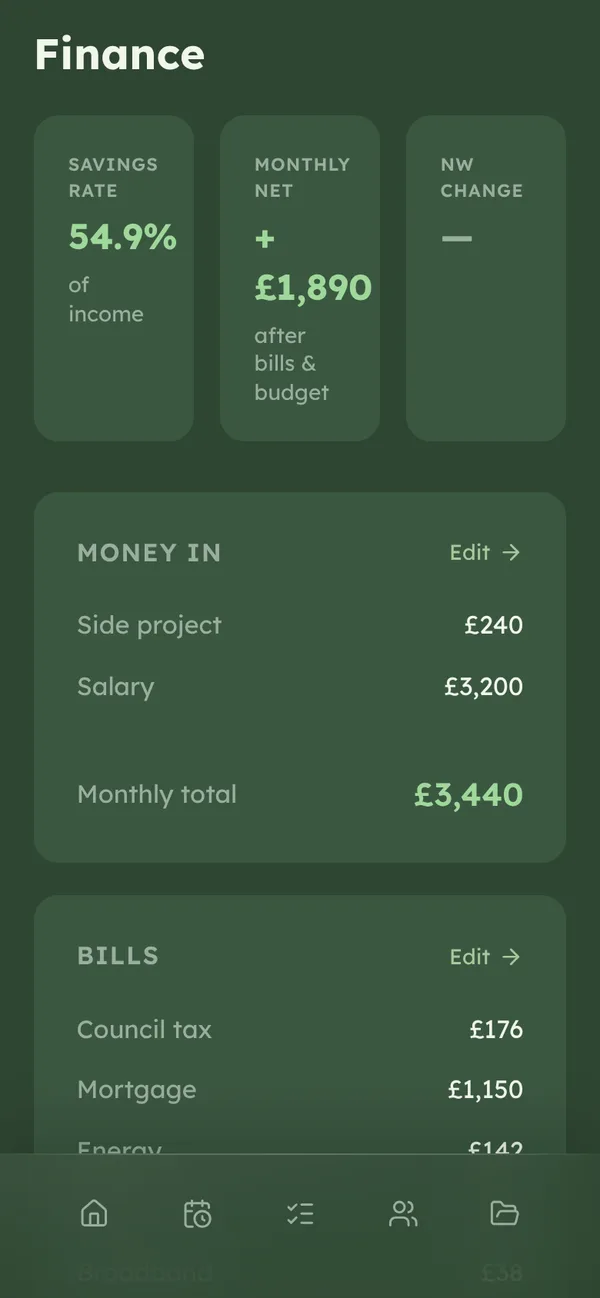 Finance
SAVINGS
RATE
54.9%
of
income
MONTHLY
NET
+
£1,890
after
bills &
budget
NW
CHANGE
—
MONEY IN
Edit →
Side project £240
Salary £3,200
Monthly total £3,440
BILLS
Edit →
Council tax £176
Mortgage £1,150
Energy £142
Broadband £38